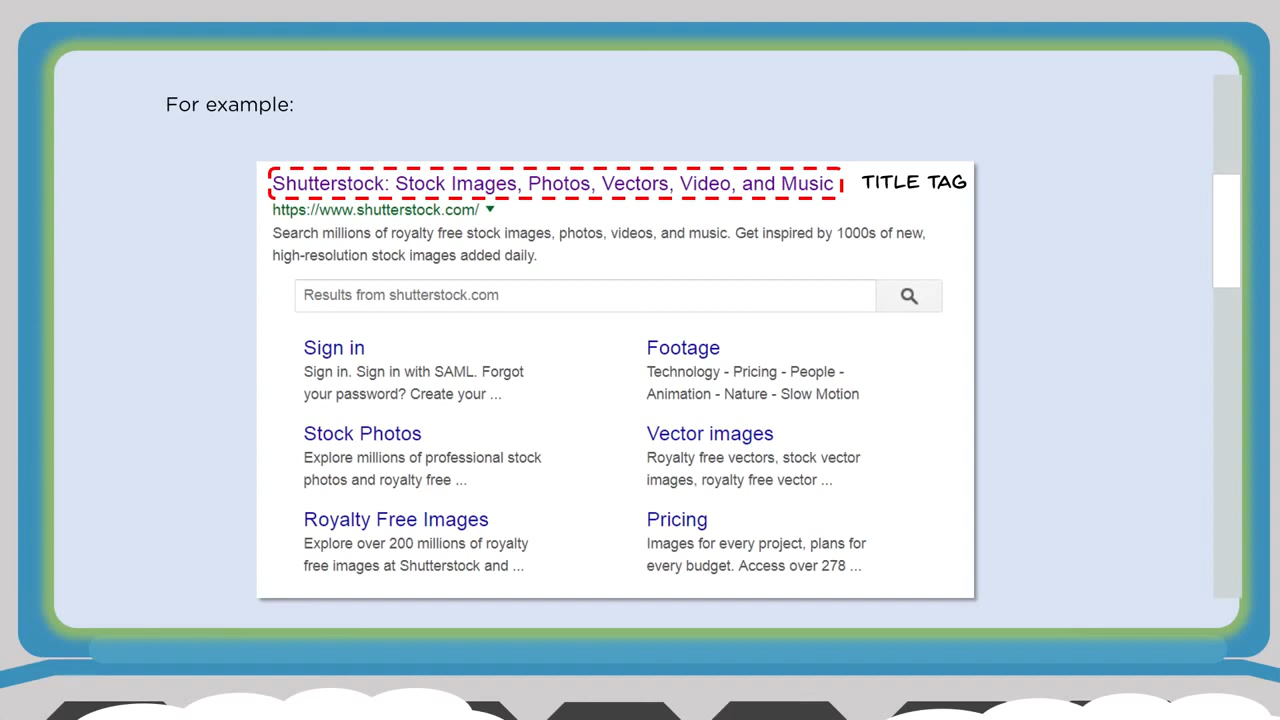 For example:
Shutterstock: Stock Images, Photos, Vectors, Video, and Music
TITLE TAG
https://www.shutterstock.com/
Search millions of royalty free stock images, photos, videos, and music. Get inspired by 1000s of new,
high-resolution stock images added daily.
Results from shutterstock.com
Sign in
Sign in. Sign in with SAML. Forgot
your password? Create your ...
Footage
Technology - Pricing - People -
Animation - Nature - Slow Motion
Stock Photos
Explore millions of professional stock
photos and royalty free ...
Vector images
Royalty free vectors, stock vector
images, royalty free vector ...
Royalty Free Images
Explore over 200 millions of royalty
free images at Shutterstock and ...
Pricing
Images for every project, plans for
every budget. Access over 278 ...